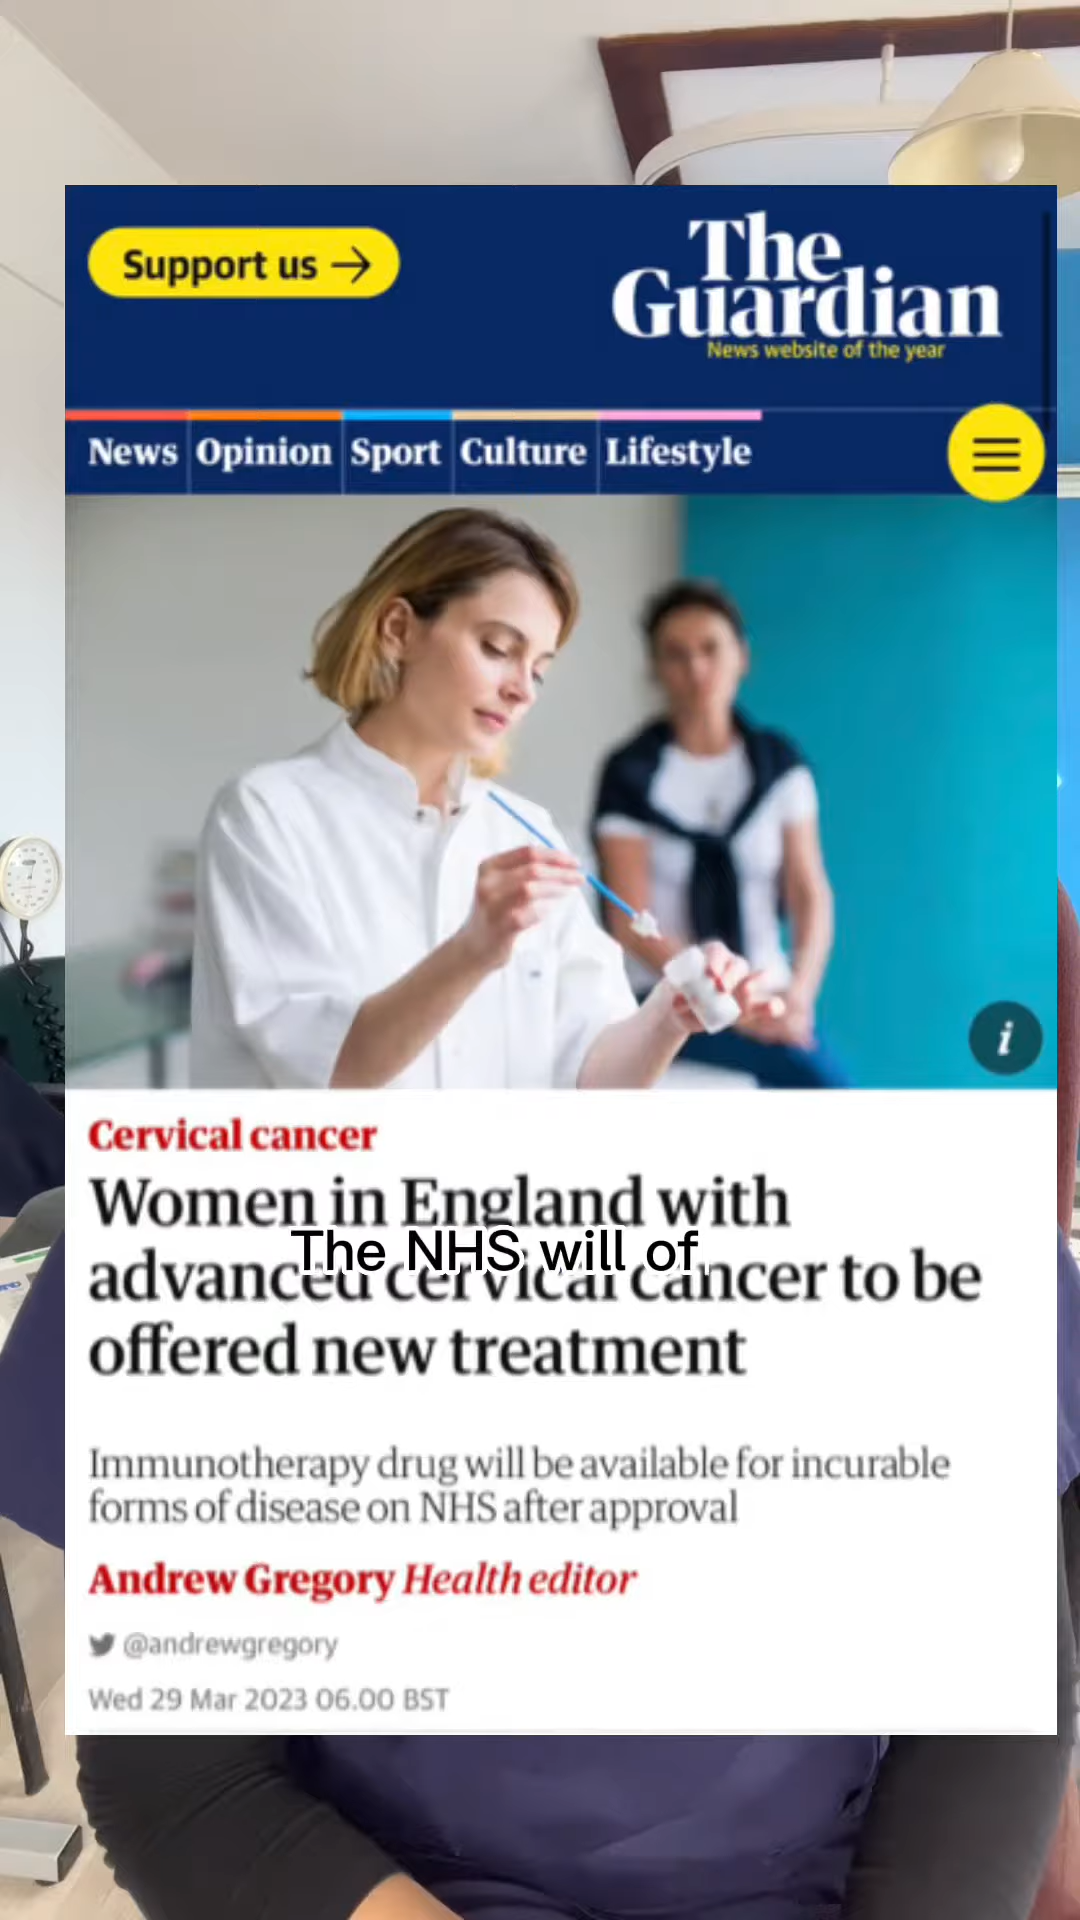 Support us →
The
Guardian
News website of the year
News Opinion Sport Culture Lifestyle
i
Cervical cancer
Women in England with
The NHS will of
advanced cervical cancer to be
offered new treatment
Immunotherapy drug will be available for incurable
forms of disease on NHS after approval
Andrew Gregory Health editor
@andrewgregory
Wed 29 Mar 2023 06.00 BST